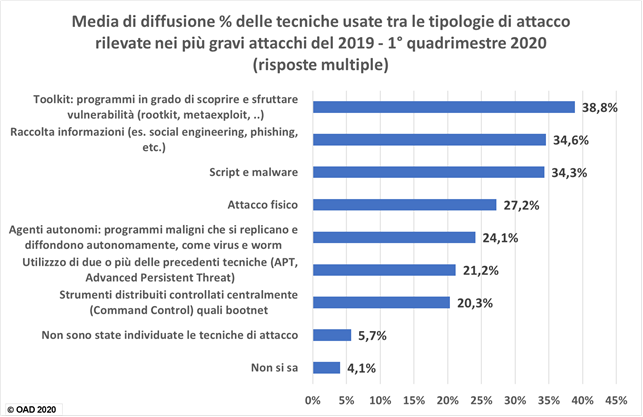 Media di diffusione % delle tecniche usate tra le tipologie di attacco
rilevate nei più gravi attacchi del 2019 - 1° quadrimestre 2020
(risposte multiple)
Toolkit: programmi in grado di scoprire e sfruttare
vulnerabilità (rootkit, metaexploit, ..)
38,8%
Raccolta informazioni (es. social engineering, phishing,
etc.)
34,6%
Script e malware
34,3%
Attacco fisico
27,2%
Agenti autonomi: programmi maligni che si replicano e
diffondono autonomamente, come virus e worm
24,1%
Utilizzzo di due o più delle precedenti tecniche (APT,
Advanced Persistent Threat)
21,2%
Strumenti distribuiti controllati centralmente
(Command Control) quali bootnet
20,3%
Non sono state individuate le tecniche di attacco
5,7%
Non si sa
4,1%
0% 5% 10% 15% 20% 25% 30% 35% 40% 45%
© OAD 2020